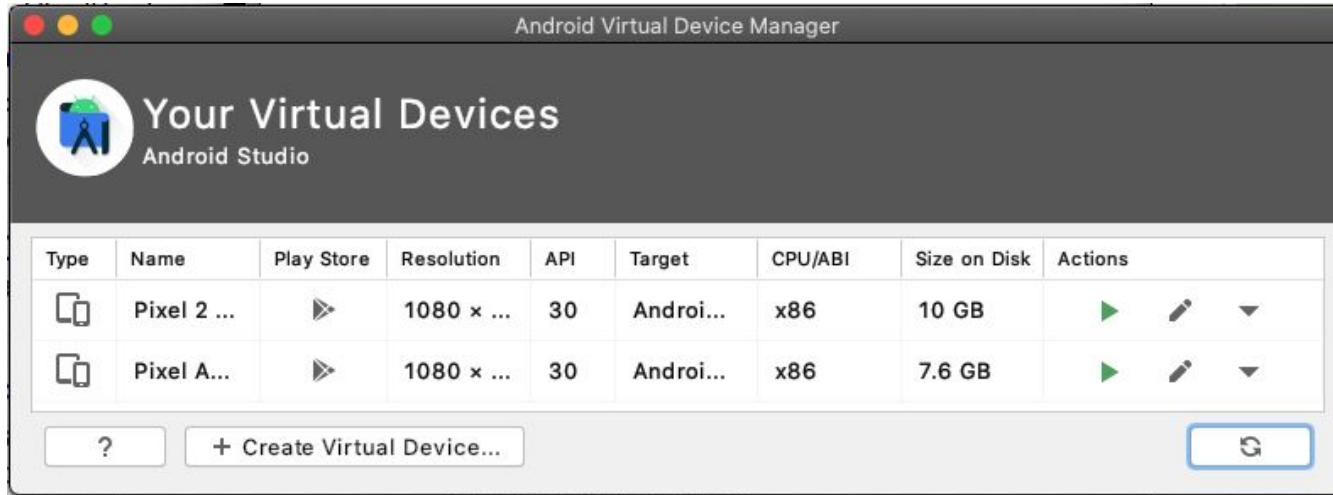 Android Virtual Device Manager
Your Virtual Devices
Android Studio
Type Name Play Store Resolution API Target CPU/ABI Size on Disk Actions
Pixel 2 ... 1080 × ... 30 Androi... x86 10 GB
Pixel A... 1080 × ... 30 Androi... x86 7.6 GB
? + Create Virtual Device...